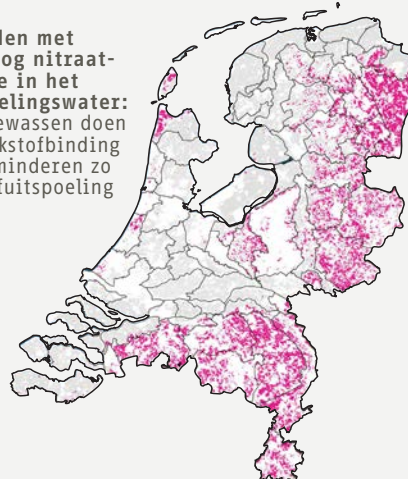 den met
og nitraat-
e in het
elingswater:
ewassen doen
kstofbinding
minderen zo
fuitspoeling